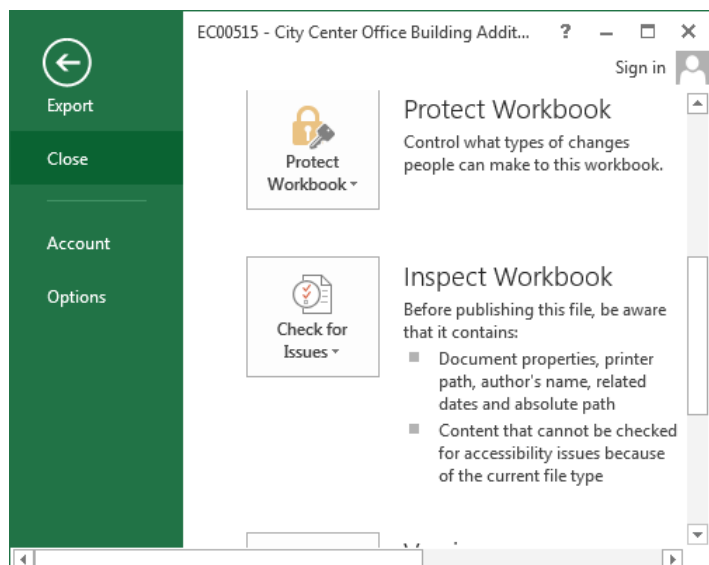 EC00515 - City Center Office Building Addit... ?
Sign in
Export
Close
Account
Options
Protect
Workbook
Protect Workbook
Control what types of changes
people can make to this workbook.
Check for
Issues
Inspect Workbook
Before publishing this file, be aware
that it contains:
Document properties, printer
path, author's name, related
dates and absolute path
Content that cannot be checked
for accessibility issues because
of the current file type